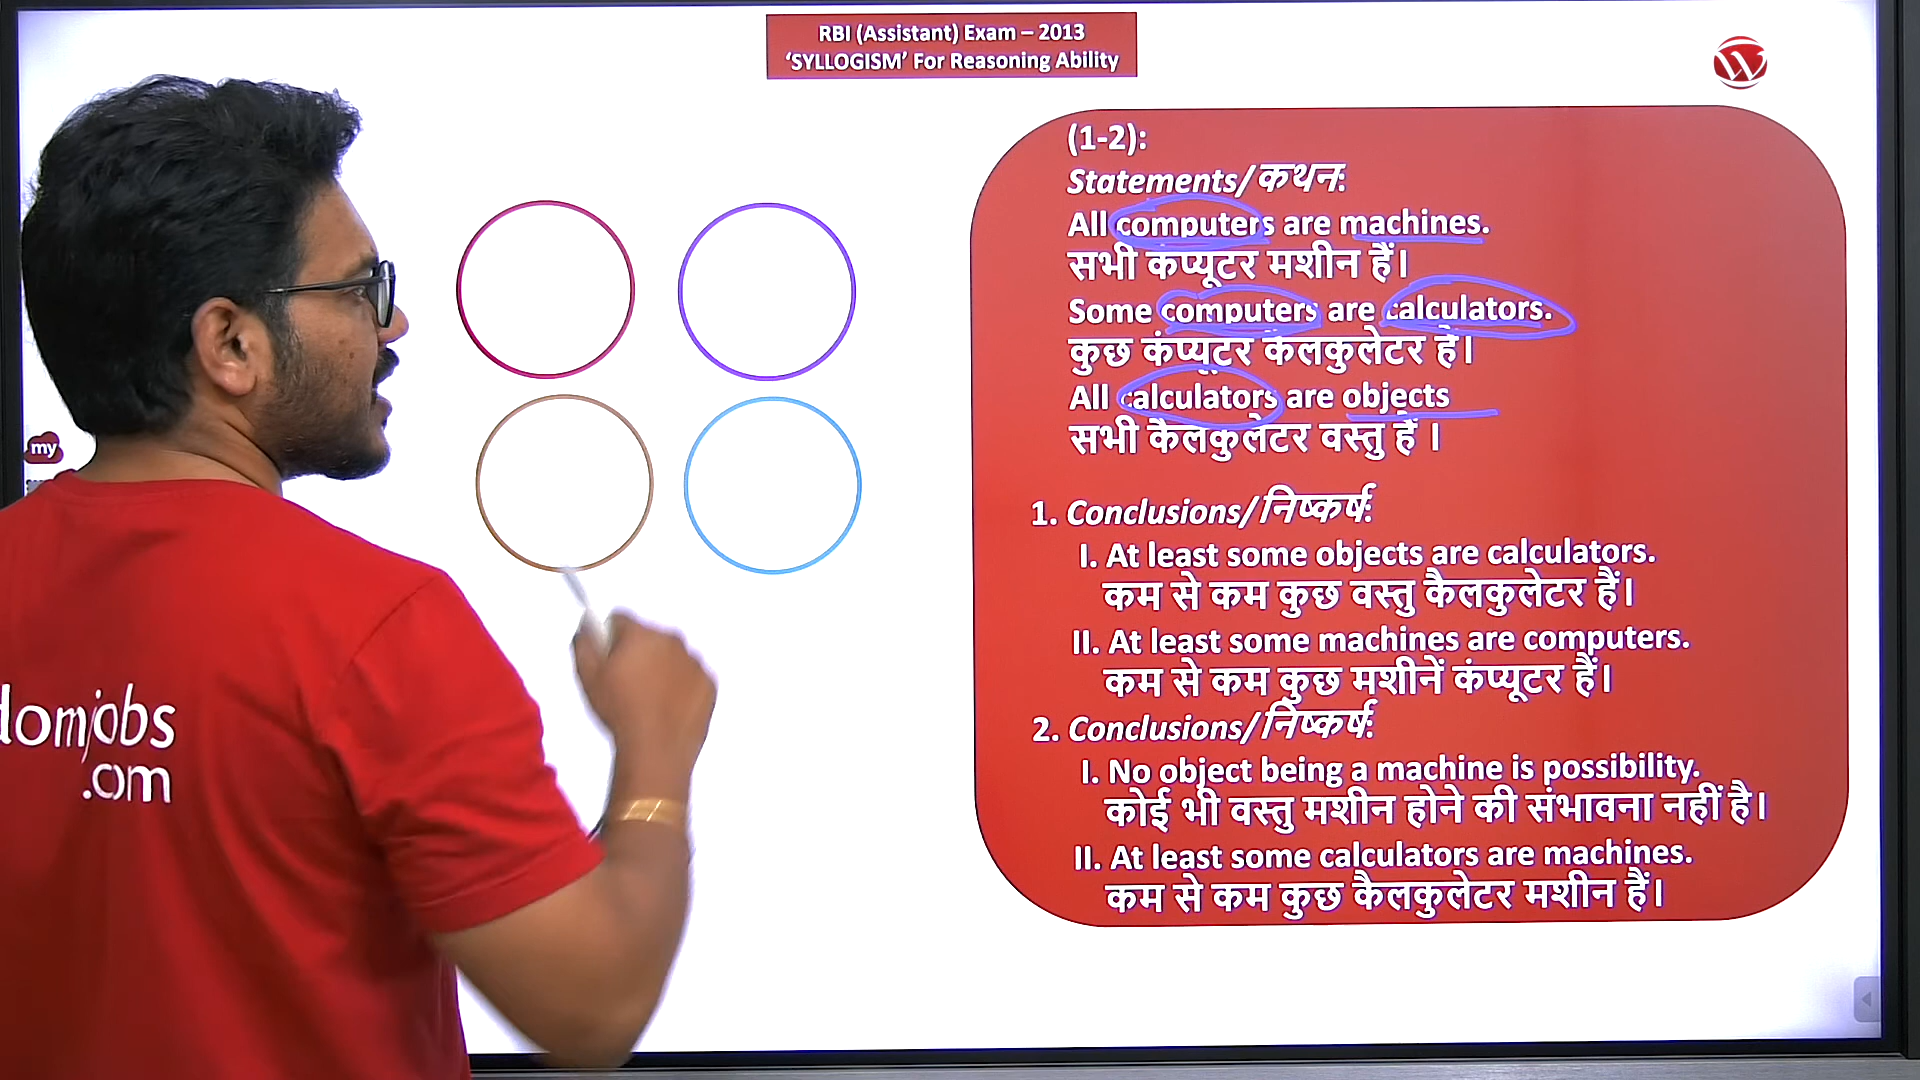 RBI (Assistant) Exam – 2013
‘SYLLOGISM’ For Reasoning Ability
W
(1-2):
Statements/कथन:
All computers are machines.
सभी कंप्यूटर मशीन हैं।
Some computers are calculators.
कुछ कंप्यूटर कैलकुलेटर हैं।
All calculators are objects
सभी कैलकुलेटर वस्तु हैं ।
1. Conclusions/निष्कर्ष:
I. At least some objects are calculators.
कम से कम कुछ वस्तु कैलकुलेटर हैं।
II. At least some machines are computers.
कम से कम कुछ मशीनें कंप्यूटर हैं।
2. Conclusions/निष्कर्ष:
I. No object being a machine is possibility.
कोई भी वस्तु मशीन होने की संभावना नहीं है।
II. At least some calculators are machines.
कम से कम कुछ कैलकुलेटर मशीन हैं।
my
domjobs
.com